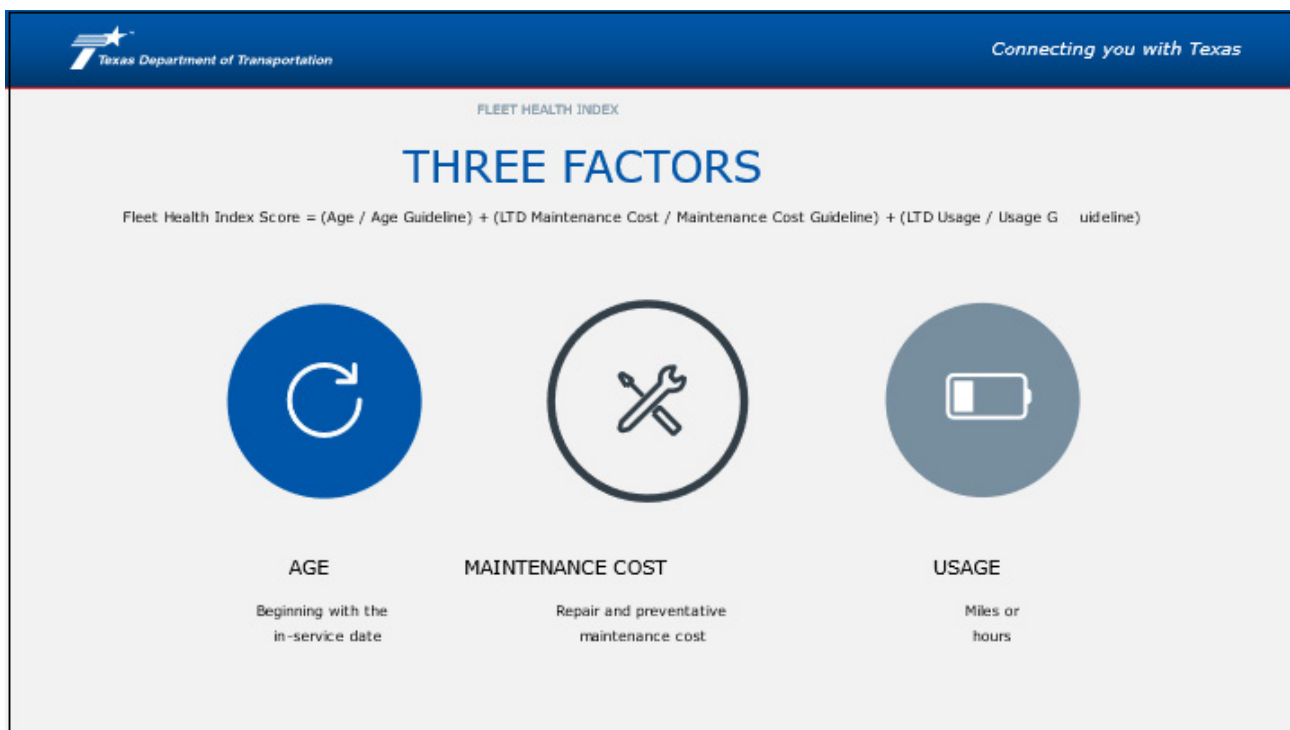 Texas Department of Transportation
Connecting you with Texas
FLEET HEALTH INDEX
THREE FACTORS
Fleet Health Index Score = (Age / Age Guideline) + (LTD Maintenance Cost / Maintenance Cost Guideline) + (LTD Usage / Usage G uideline)
AGE
Beginning with the
in-service date
MAINTENANCE COST
Repair and preventative
maintenance cost
USAGE
Miles or
hours